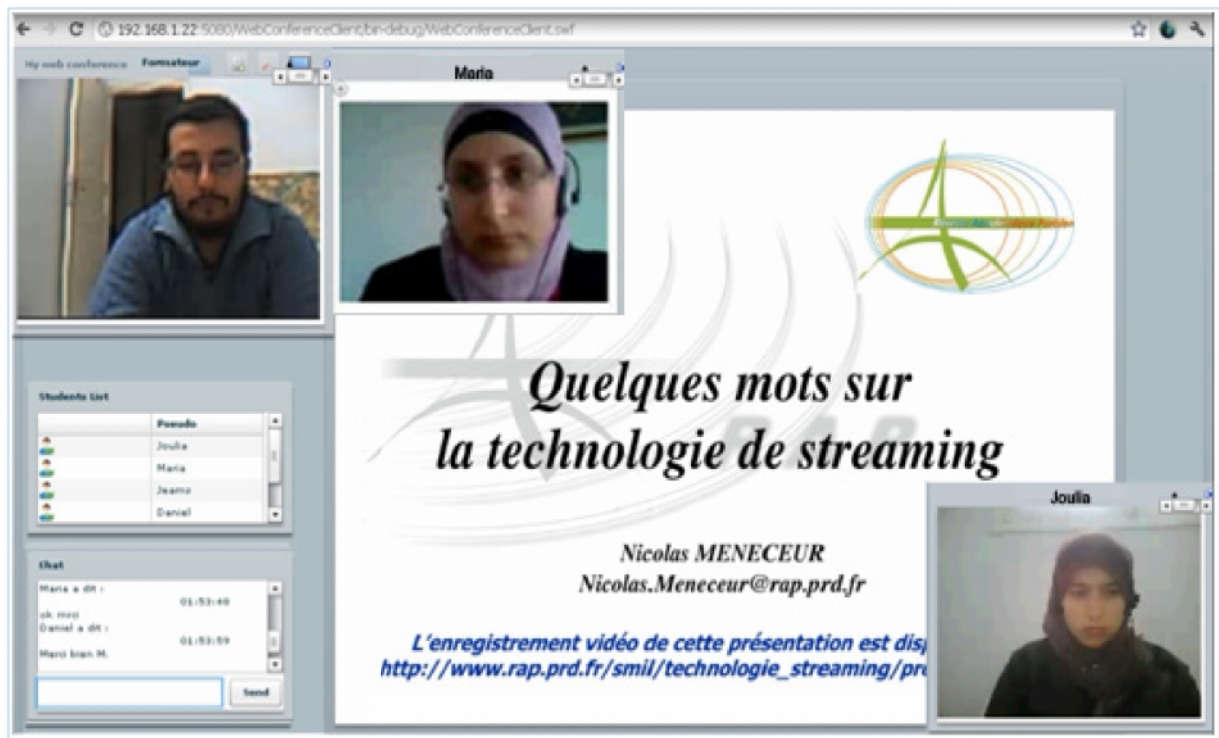 192.168.1.22:5080/WebConferenceClient/bin-debug/WebConferenceClient.swf
My web conference Formateur
Maria
Quelques mots sur
la technologie de streaming
Nicolas MENECEUR
Nicolas.Meneceur@rap.prd.fr
L'enregistrement vidéo de cette présentation est disp
http://www.rap.prd.fr/smil/technologie_streaming/pré
Students List
Pseudo
Joulia
Maria
Jeams
Daniel
Chat
Maria a dit :
01:53:40
ok mrci
Daniel a dit :
01:53:59
Merci bien M.
Send
Joulia